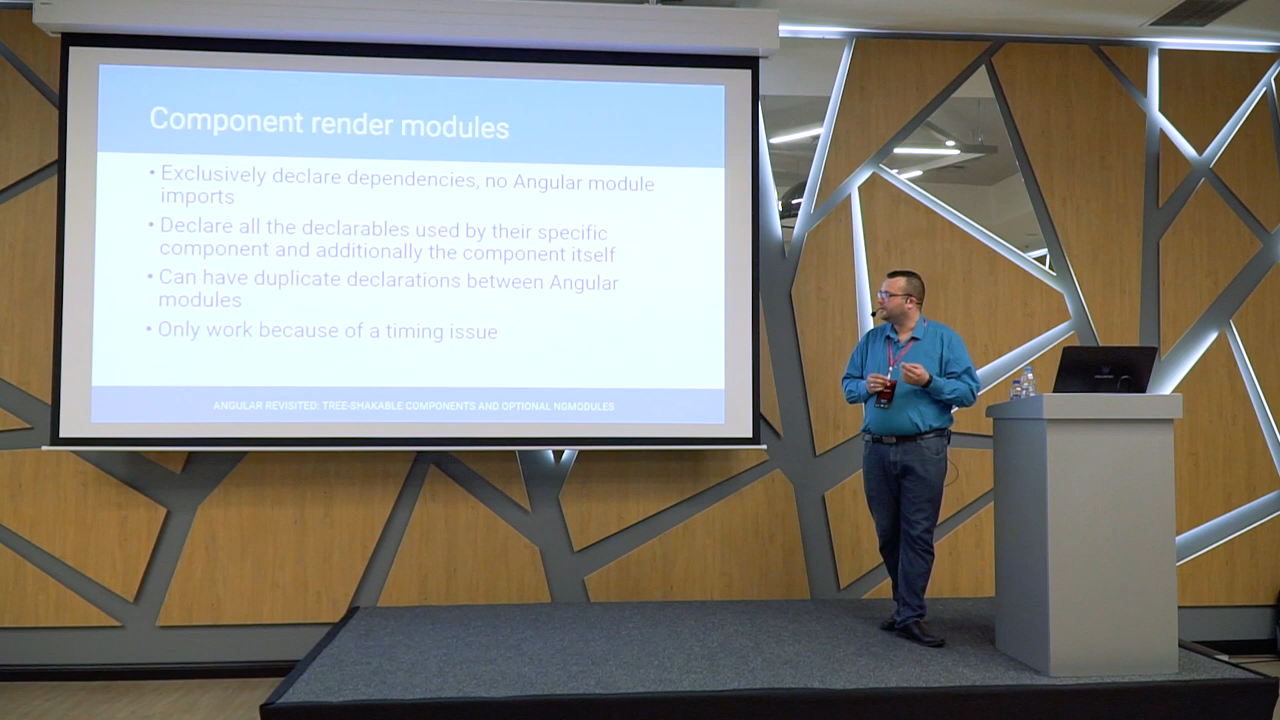 Component render modules
• Exclusively declare dependencies, no Angular module
imports
• Declare all the declarables used by their specific
component and additionally the component itself
• Can have duplicate declarations between Angular
modules
• Only work because of a timing issue
ANGULAR REVISITED: TREE-SHAKABLE COMPONENTS AND OPTIONAL NGMODULES